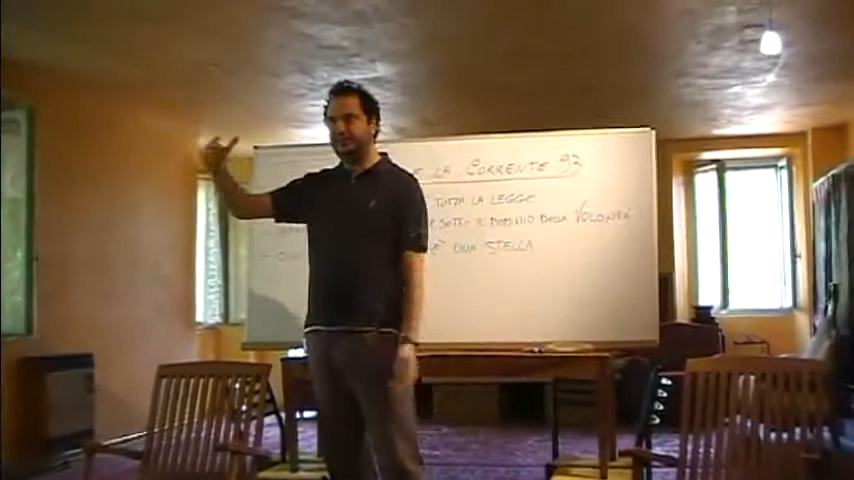 E LA CORRENTE 93
TUTTA LA LEGGE
SOTTO IL DOMINIO DELLA VOLONTÀ
È UNA STELLA